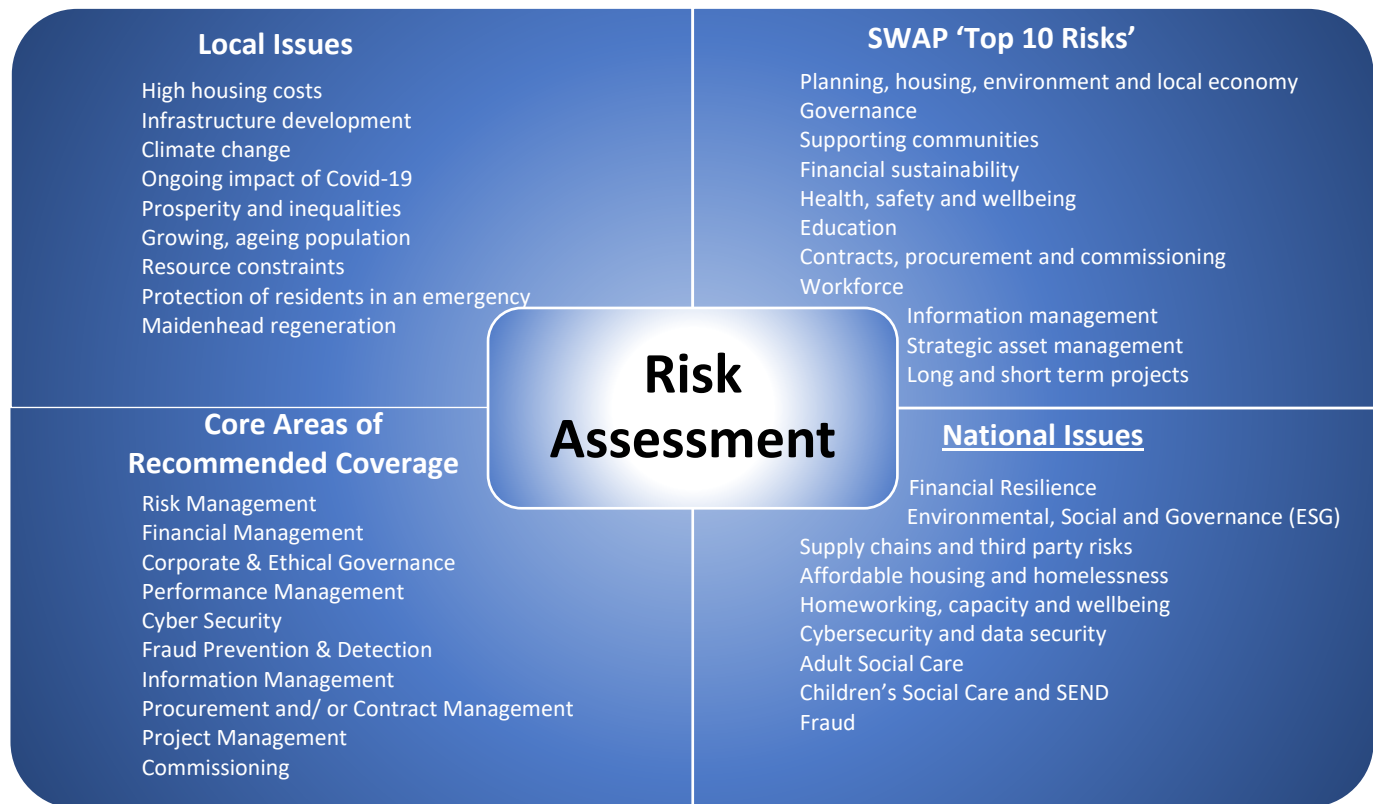 Local Issues
High housing costs
Infrastructure development
Climate change
Ongoing impact of Covid-19
Prosperity and inequalities
Growing, ageing population
Resource constraints
Protection of residents in an emergency
Maidenhead regeneration
SWAP ‘Top 10 Risks’
Planning, housing, environment and local economy
Governance
Supporting communities
Financial sustainability
Health, safety and wellbeing
Education
Contracts, procurement and commissioning
Workforce
Information management
Strategic asset management
Long and short term projects
Risk
Assessment
Core Areas of
Recommended Coverage
Risk Management
Financial Management
Corporate & Ethical Governance
Performance Management
Cyber Security
Fraud Prevention & Detection
Information Management
Procurement and/ or Contract Management
Project Management
Commissioning
National Issues
Financial Resilience
Environmental, Social and Governance (ESG)
Supply chains and third party risks
Affordable housing and homelessness
Homeworking, capacity and wellbeing
Cybersecurity and data security
Adult Social Care
Children’s Social Care and SEND
Fraud